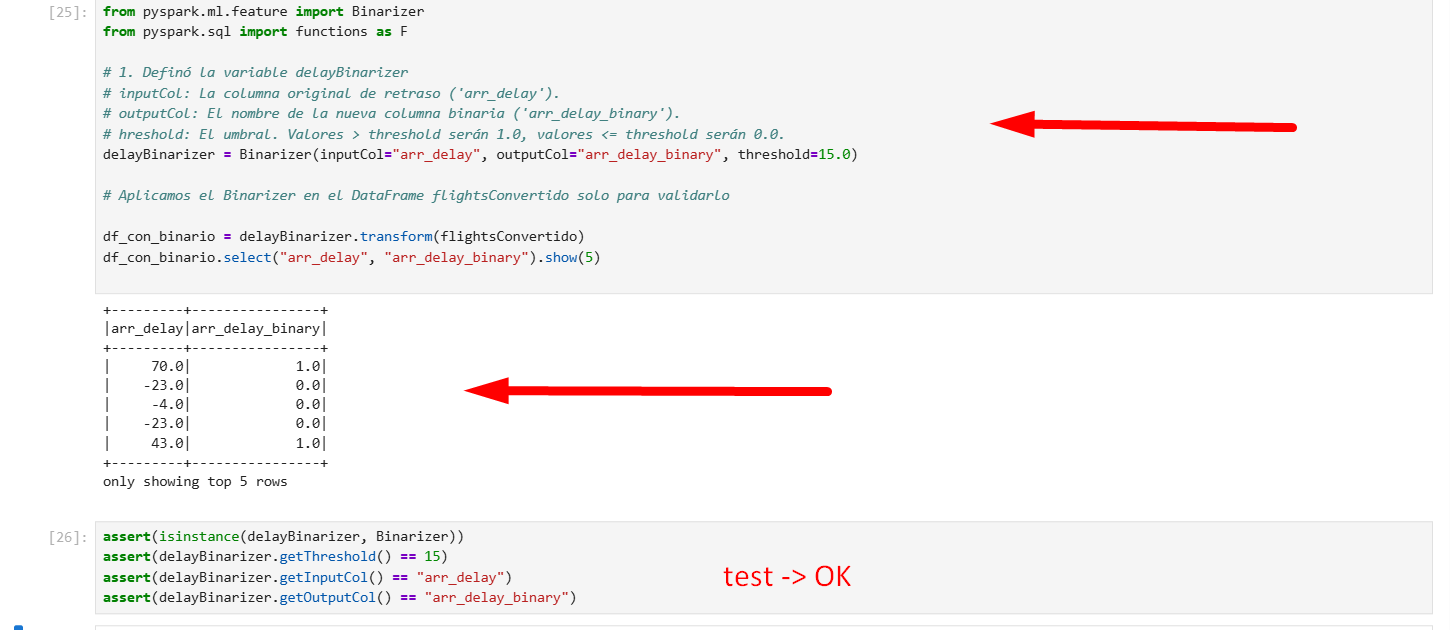 [25]: from pyspark.ml.feature import Binarizer
from pyspark.sql import functions as F
# 1. Definó la variable delayBinarizer
# inputCol: La columna original de retraso ('arr_delay').
# outputCol: El nombre de la nueva columna binaria ('arr_delay_binary').
# hreshold: El umbral. Valores > threshold serán 1.0, valores <= threshold serán 0.0.
delayBinarizer = Binarizer(inputCol="arr_delay", outputCol="arr_delay_binary", threshold=15.0)
# Aplicamos el Binarizer en el DataFrame flightsConvertido solo para validarlo
df_con_binario = delayBinarizer.transform(flightsConvertido)
df_con_binario.select("arr_delay", "arr_delay_binary").show(5)
+---------+----------------+
|arr_delay|arr_delay_binary|
+---------+----------------+
|     70.0|             1.0|
|    -23.0|             0.0|
|     -4.0|             0.0|
|    -23.0|             0.0|
|     43.0|             1.0|
+---------+----------------+
only showing top 5 rows
[26]: assert(isinstance(delayBinarizer, Binarizer))
assert(delayBinarizer.getThreshold() == 15)
assert(delayBinarizer.getInputCol() == "arr_delay")
test -> OK
assert(delayBinarizer.getOutputCol() == "arr_delay_binary")